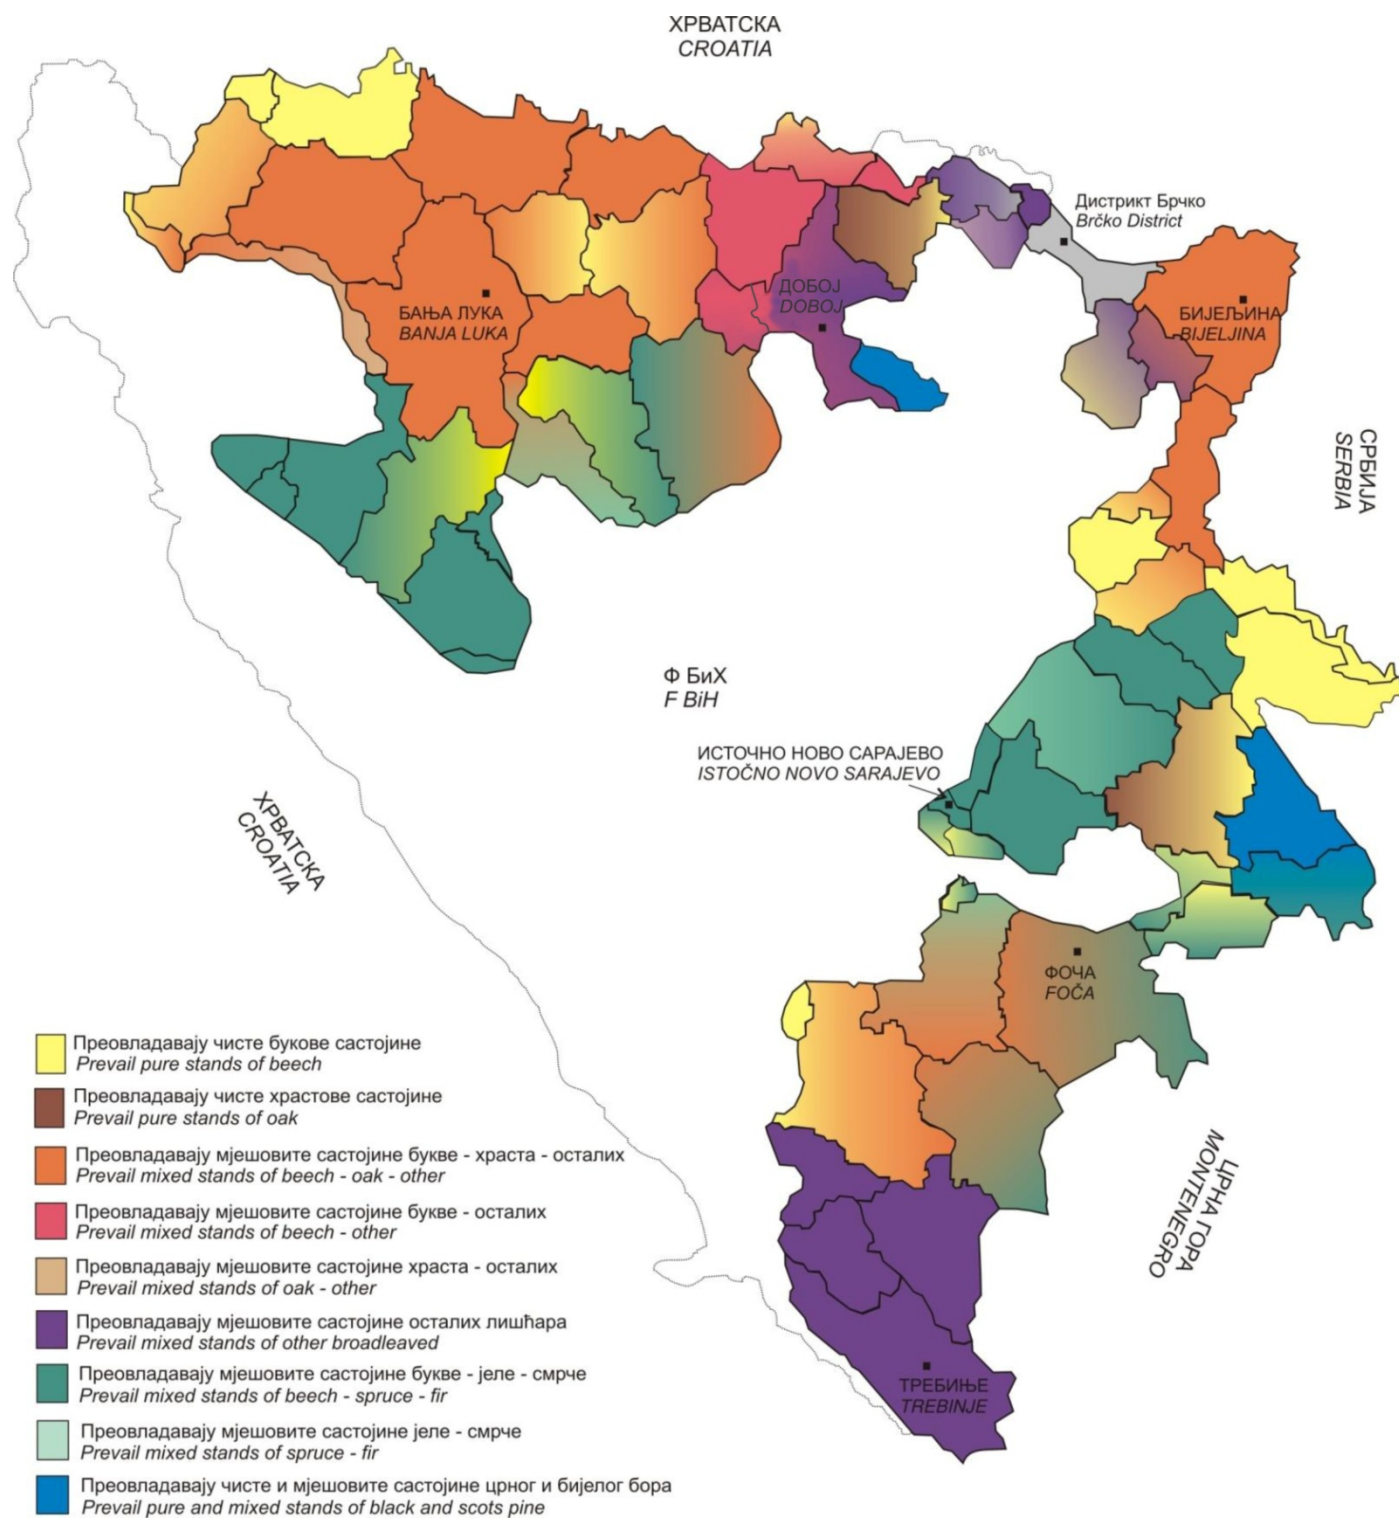 ХРВАТСКА
CROATIA
Дистрикт Брчко
Brčko District
БАЊА ЛУКА
BANJA LUKA
ДОБОЈ
DOBOJ
БИЈЕЉИНА
BIJELJINA
СРБИЈА
SERBIA
Ф БиХ
F BiH
ИСТОЧНО НОВО САРАЈЕВО
ISTOČNO NOVO SARAJEVO
ХРВАТСКА
CROATIA
ФОЧА
FOČA
ЦРНА ГОРА
MONTENEGRO
ТРЕБИЊЕ
TREBINJE
Преовладавају чисте букове састојине
Prevail pure stands of beech
Преовладавају чисте храстове састојине
Prevail pure stands of oak
Преовладавају мјешовите састојине букве - храста - осталих
Prevail mixed stands of beech - oak - other
Преовладавају мјешовите састојине букве - осталих
Prevail mixed stands of beech - other
Преовладавају мјешовите састојине храста - осталих
Prevail mixed stands of oak - other
Преовладавају мјешовите састојине осталих лишћара
Prevail mixed stands of other broadleaved
Преовладавају мјешовите састојине букве - јеле - смрче
Prevail mixed stands of beech - spruce - fir
Преовладавају мјешовите састојине јеле - смрче
Prevail mixed stands of spruce - fir
Преовладавају чисте и мјешовите састојине црног и бијелог бора
Prevail pure and mixed stands of black and scots pine